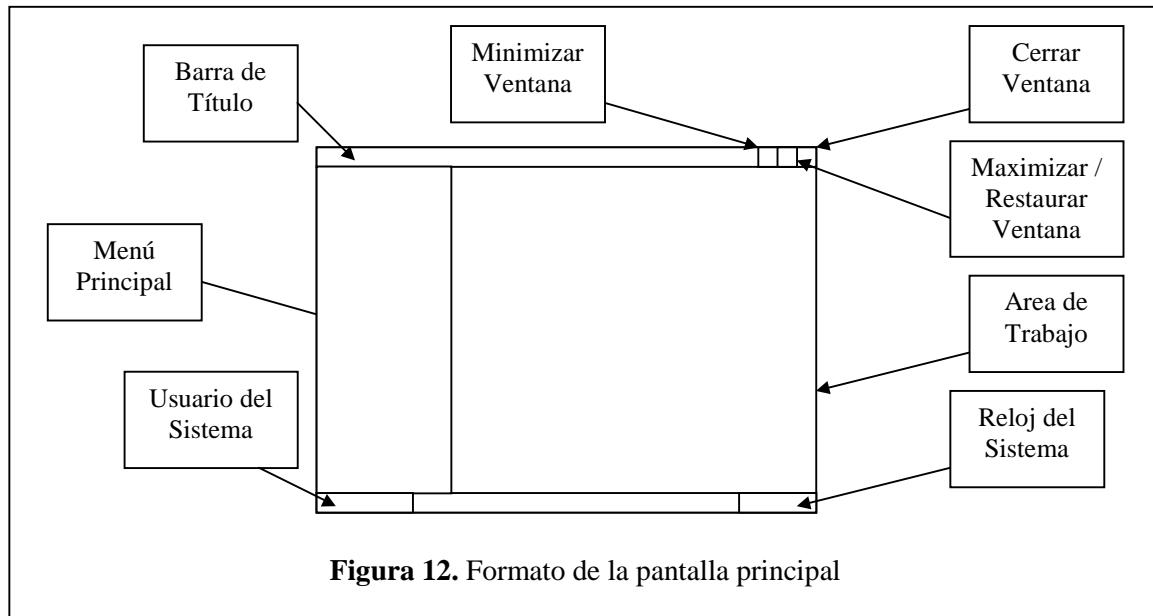 Barra de
Título
Minimizar
Ventana
Cerrar
Ventana
Maximizar /
Restaurar
Ventana
Menú
Principal
Area de
Trabajo
Usuario del
Sistema
Reloj del
Sistema
Figura 12. Formato de la pantalla principal